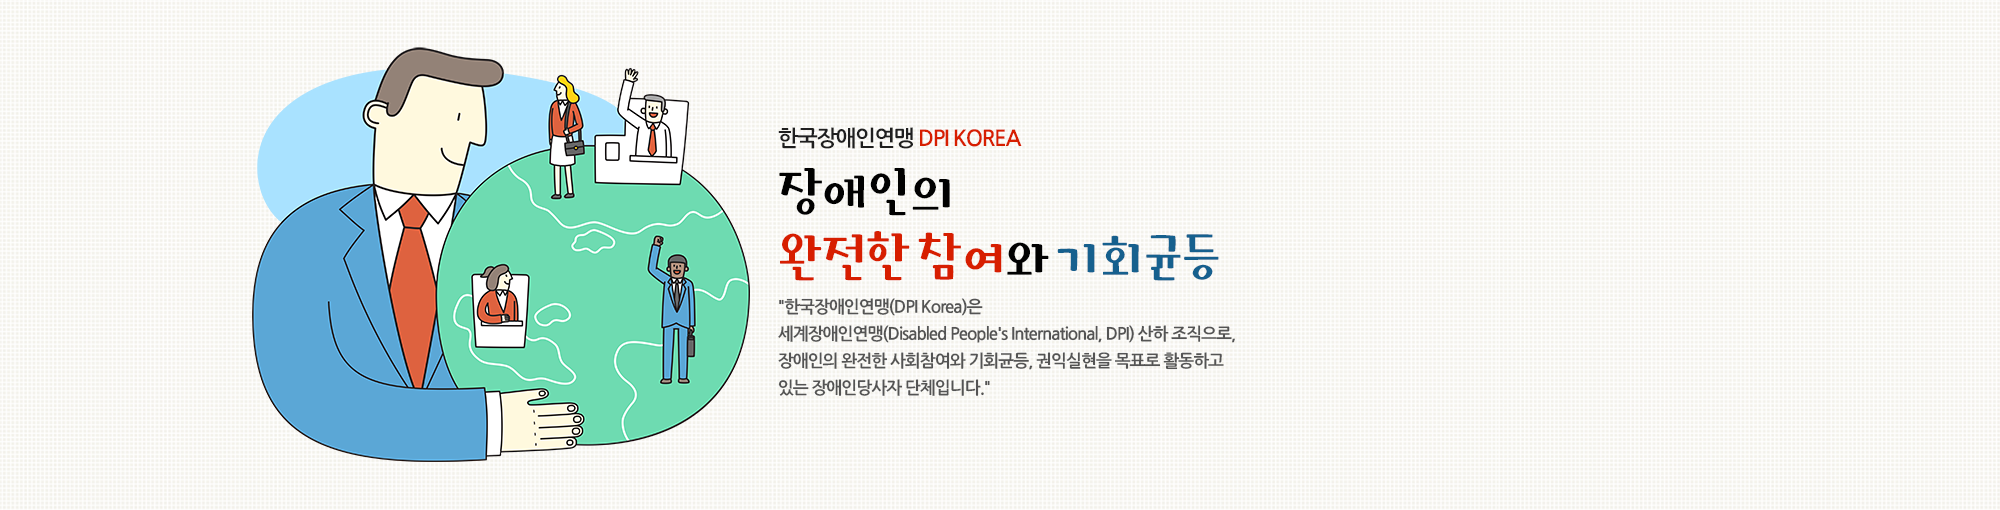 한국장애인연맹 DPI KOREA
장애인의
완전한 참여와 기회균등
"한국장애인연맹(DPI Korea)은
세계장애인연맹(Disabled People's International, DPI) 산하 조직으로,
장애인의 완전한 사회참여와 기회균등, 권익실현을 목표로 활동하고
있는 장애인당사자 단체입니다."